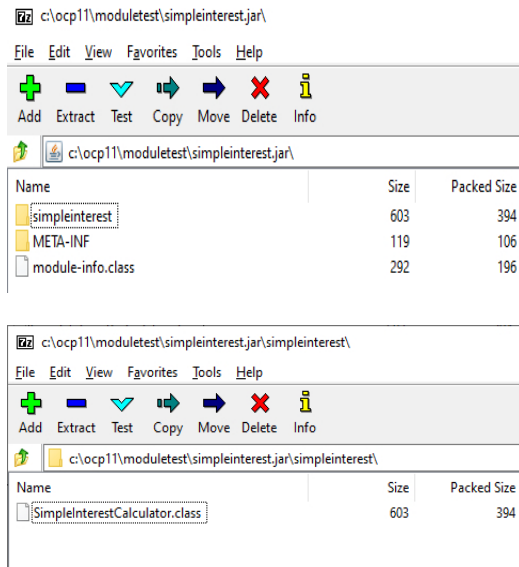 7z c:\ocp11\moduletest\simpleinterest.jar\
File Edit View Favorites Tools Help
Add Extract Test Copy Move Delete Info
c:\ocp11\moduletest\simpleinterest.jar\
Name Size Packed Size
simpleinterest 603 394
META-INF 119 106
module-info.class 292 196
7z c:\ocp11\moduletest\simpleinterest.jar\simpleinterest\
File Edit View Favorites Tools Help
Add Extract Test Copy Move Delete Info
c:\ocp11\moduletest\simpleinterest.jar\simpleinterest\
Name Size Packed Size
SimpleInterestCalculator.class 603 394